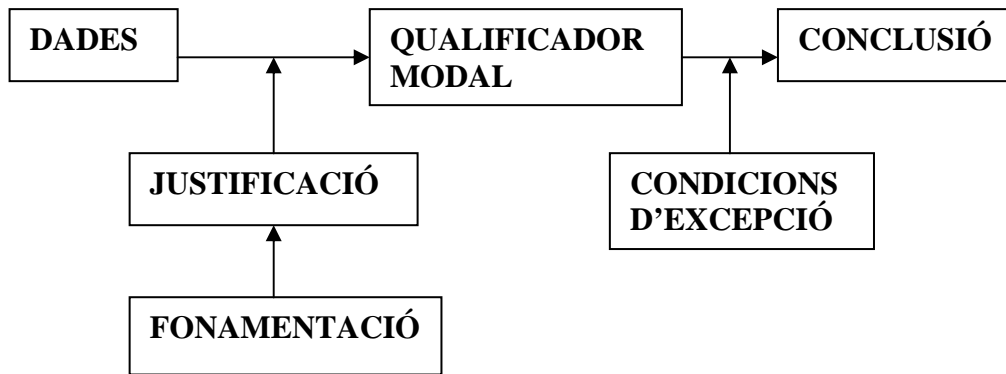 DADES
QUALIFICADOR
MODAL
CONCLUSIÓ
JUSTIFICACIÓ
CONDICIONS
D’EXCEPCIÓ
FONAMENTACIÓ